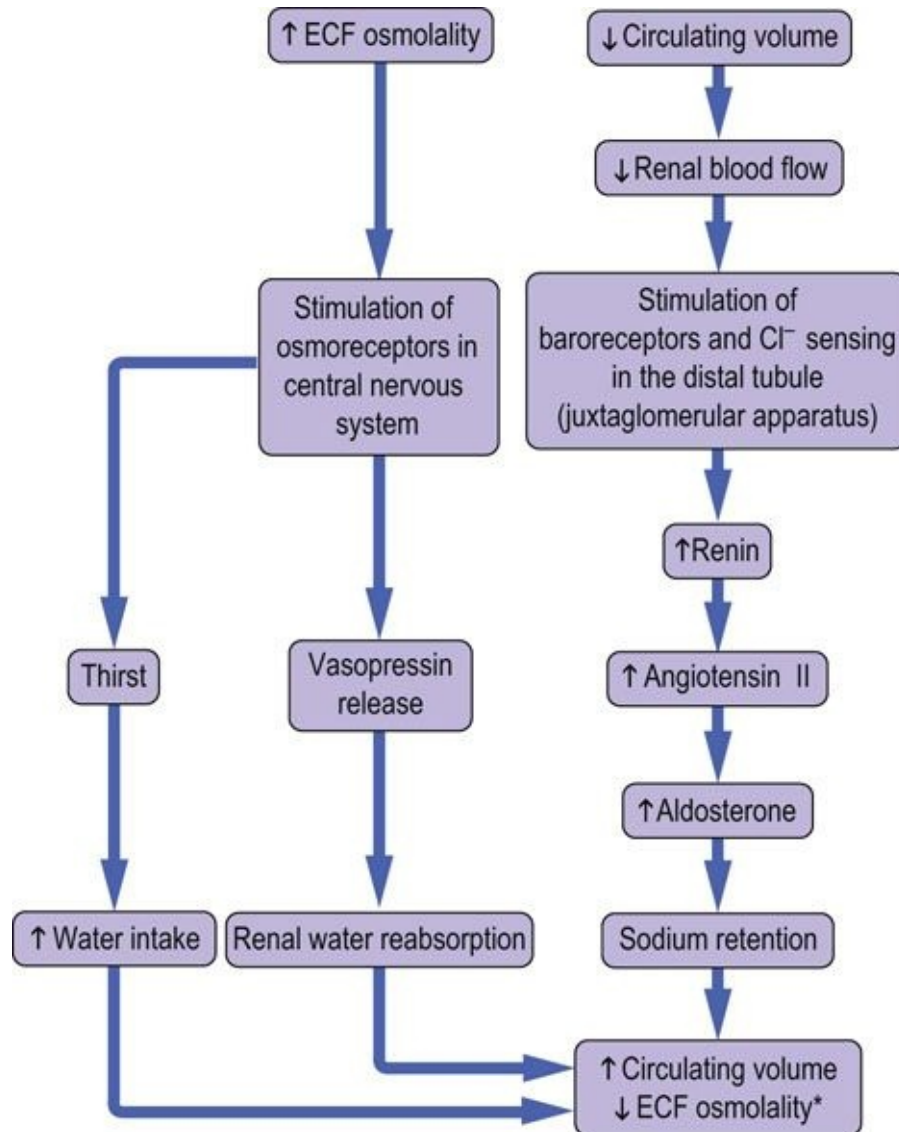 ↑ ECF osmolality
↓ Circulating volume
↓ Renal blood flow
Stimulation of
osmoreceptors in
central nervous
system
Stimulation of
baroreceptors and Cl⁻ sensing
in the distal tubule
(juxtaglomerular apparatus)
↑Renin
Thirst
Vasopressin
release
↑ Angiotensin II
↑Aldosterone
↑ Water intake
Renal water reabsorption
Sodium retention
↑ Circulating volume
↓ ECF osmolality*